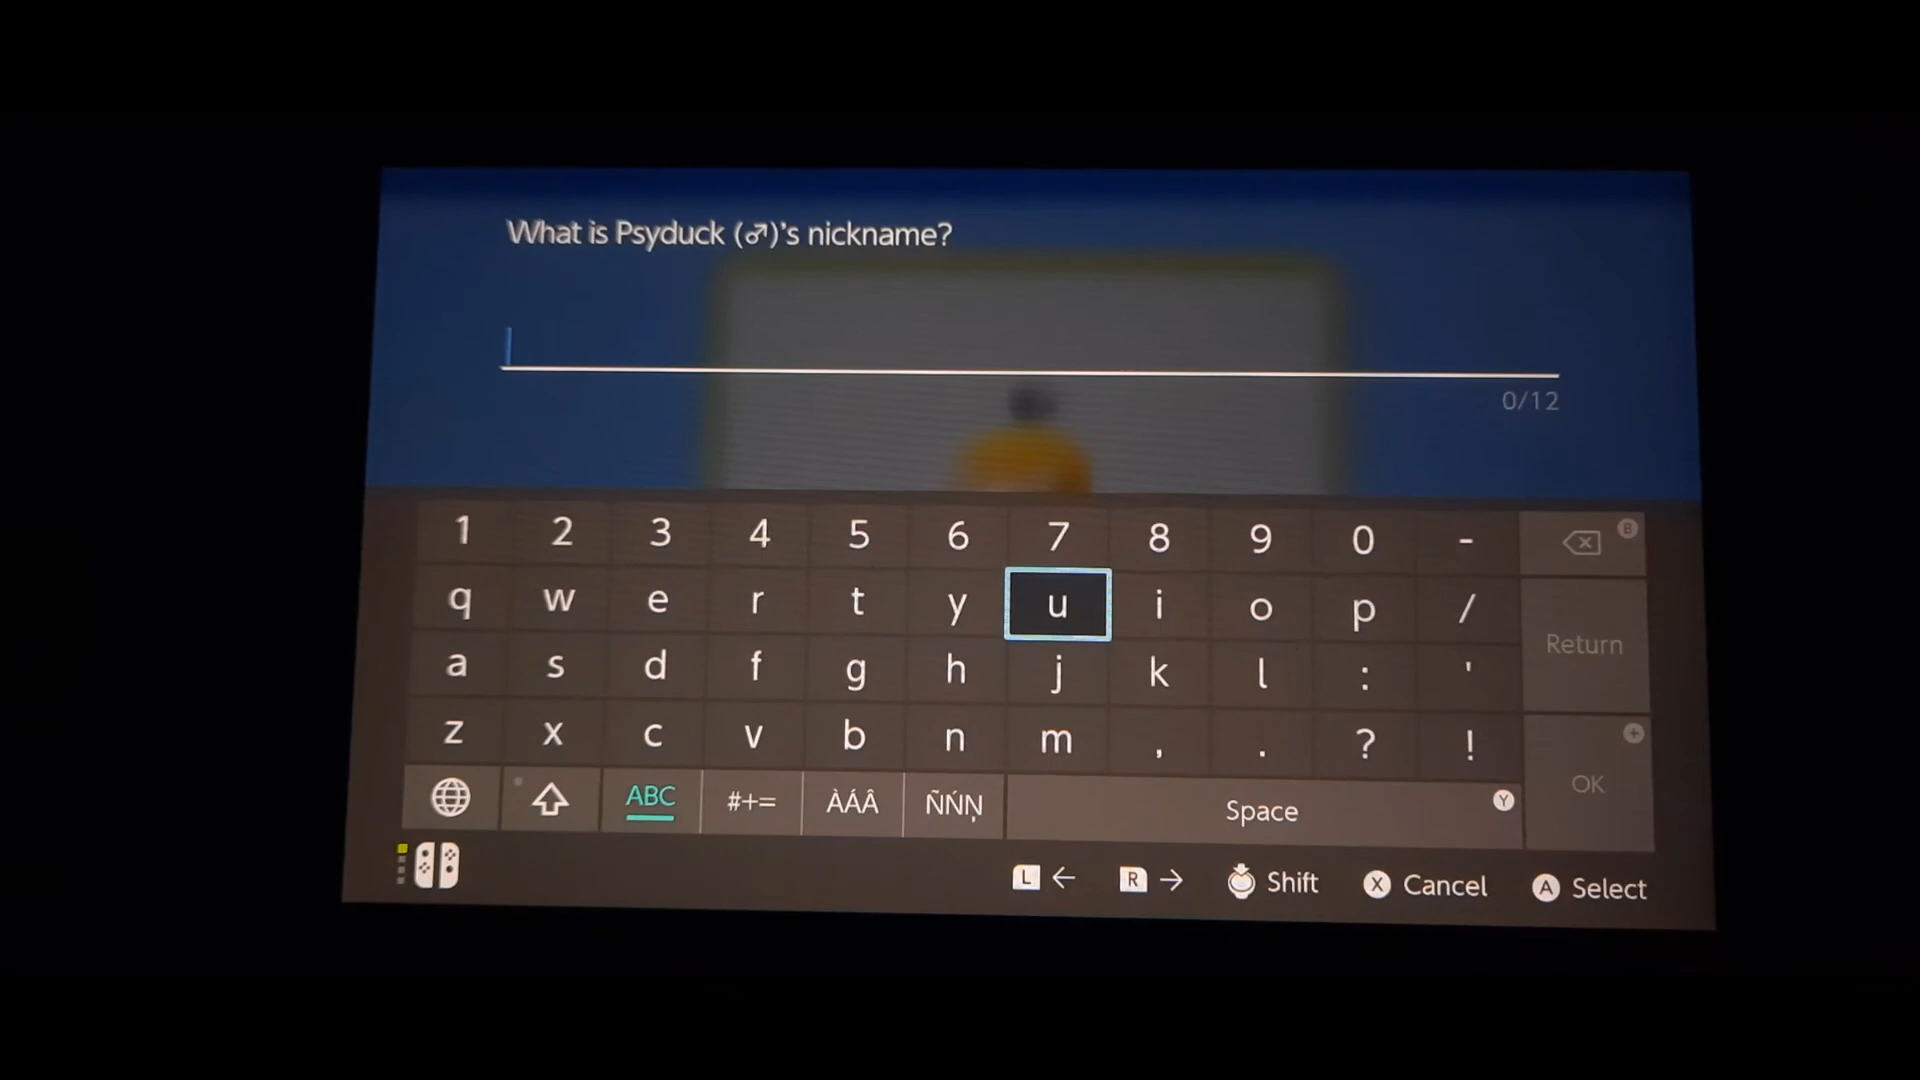 What is Psyduck (♂)'s nickname?
0/12
1 2 3 4 5 6 7 8 9 0 - B
q w e r t y u i o p /
Return
a s d f g h j k l : '
z x c v b n m , . ? ! +
OK
ABC #+= ÀÁÂ ÑŃŅ Space Y
L ← R → Shift X Cancel A Select